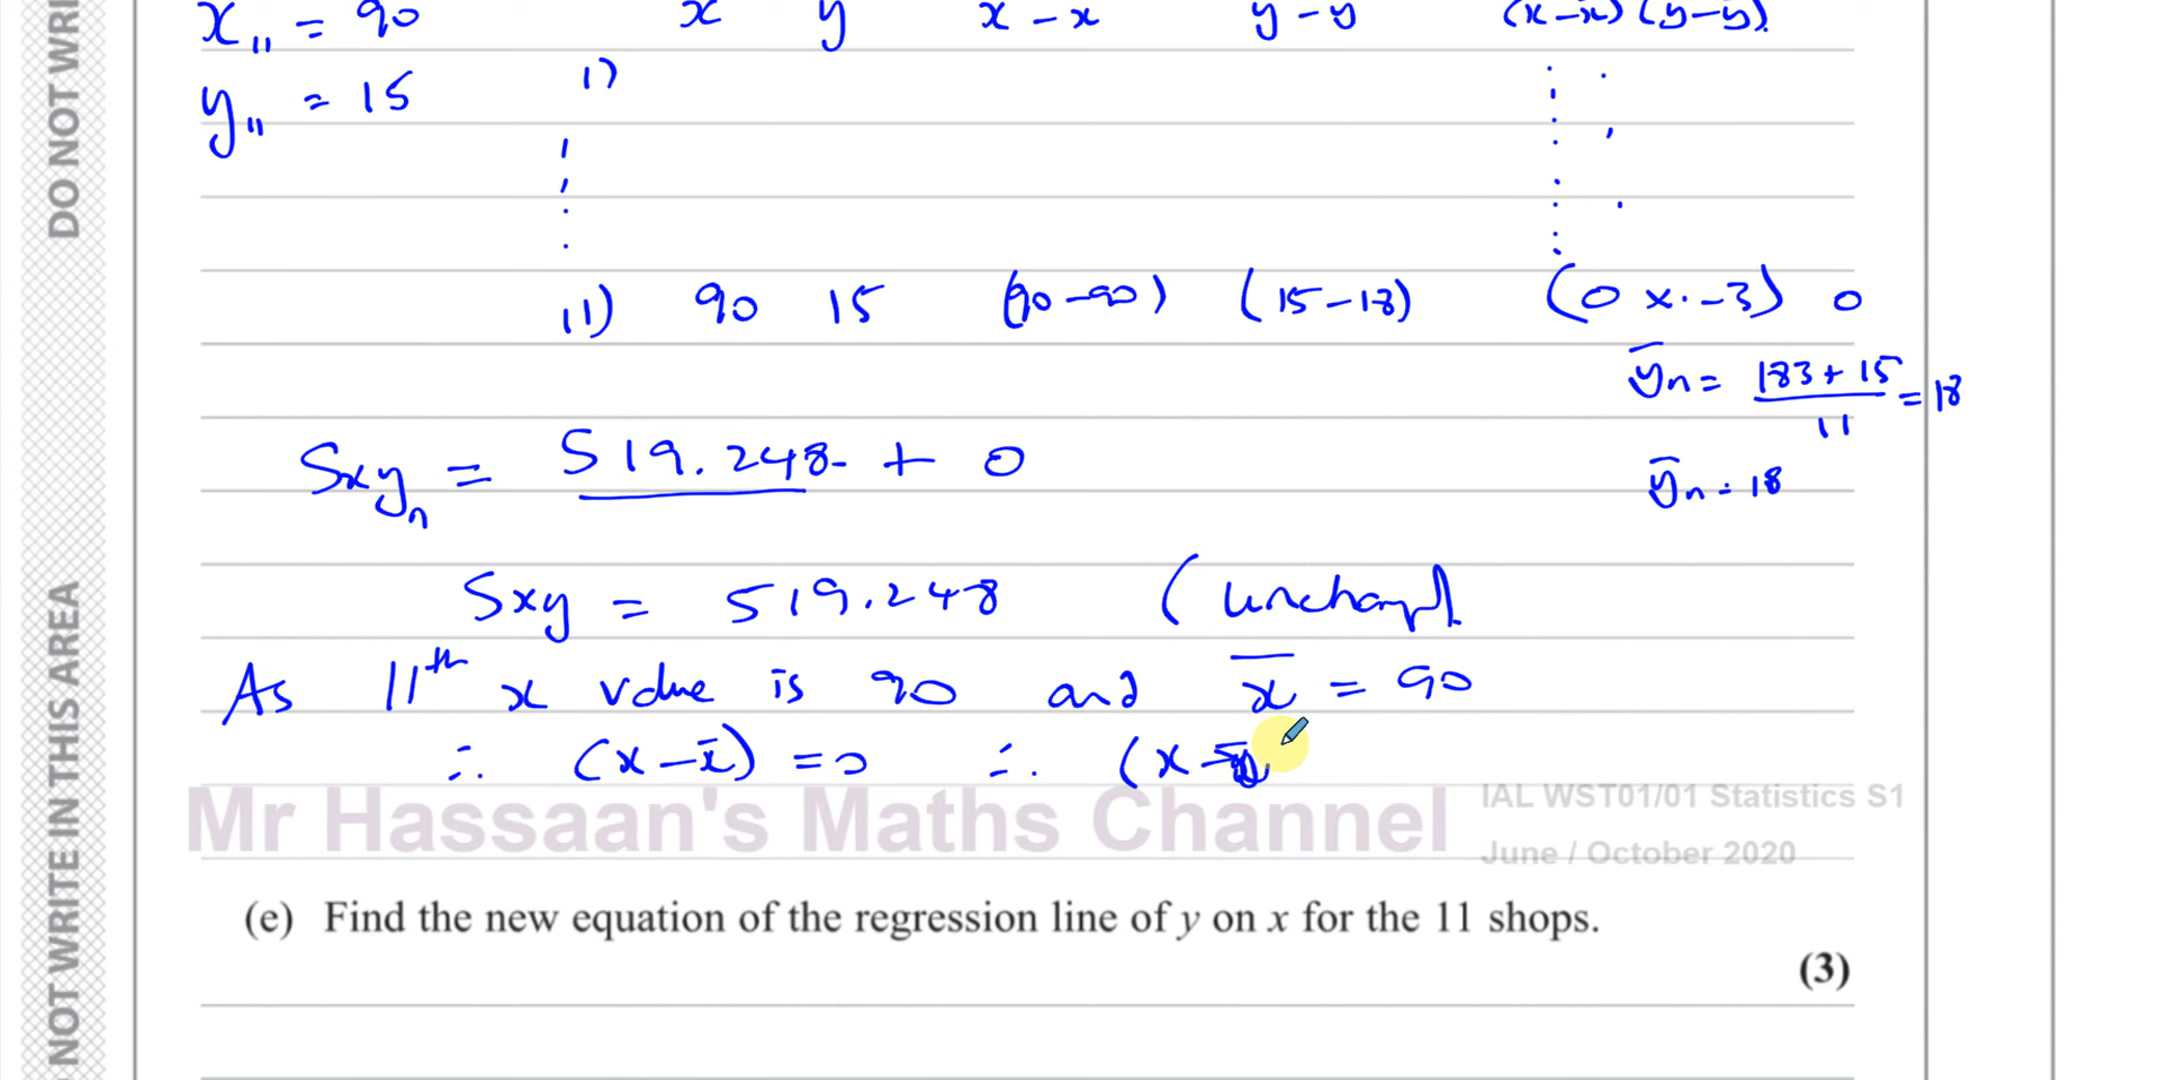 x₁₁ = 90 x y x - x y - y (x-x̄) (y-ȳ)
y₁₁ = 15 1)
11) 90 15 (90-90) (15-18) (0 x -3) 0
ȳn = 183 + 15 / 11 = 18
Sxyₙ = 519.248 + 0
ȳn = 18
Sxy = 519.248 (
As 11th x value is 90 and x̄ = 90
∴ (x-x̄) = 0 ∴ (x-
Mr Hassaan's Maths Channel
IAL WST01/01 Statistics S1
June / October 2020
(e) Find the new equation of the regression line of y on x for the 11 shops.
(3)
DO NOT WRI
NOT WRITE IN THIS AREA